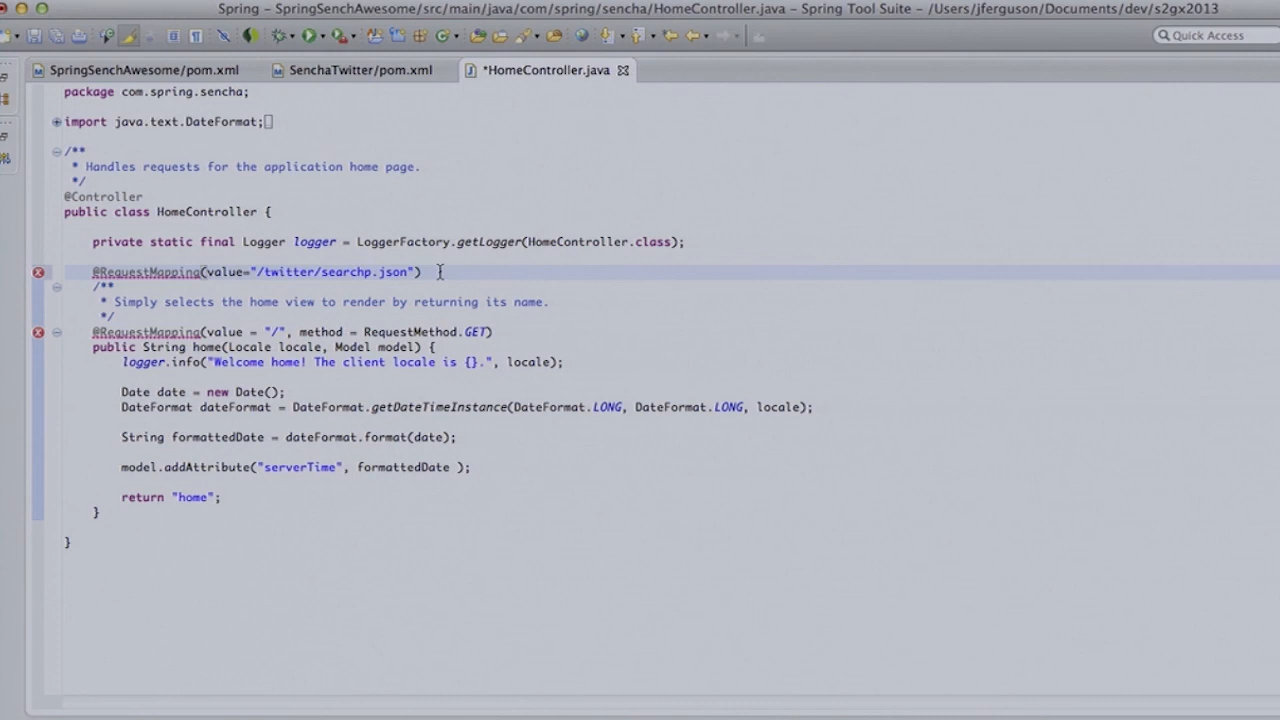 Spring - SpringSenchAwesome/src/main/java/com/spring/sencha/HomeController.java - Spring Tool Suite - /Users/jferguson/Documents/dev/s2gx2013
Quick Access
SpringSenchAwesome/pom.xml SenchaTwitter/pom.xml *HomeController.java
package com.spring.sencha;
import java.text.DateFormat;
/**
* Handles requests for the application home page.
*/
@Controller
public class HomeController {
private static final Logger logger = LoggerFactory.getLogger(HomeController.class);
@RequestMapping(value="/twitter/searchp.json")
/**
* Simply selects the home view to render by returning its name.
*/
@RequestMapping(value = "/", method = RequestMethod.GET)
public String home(Locale locale, Model model) {
logger.info("Welcome home! The client locale is {}.", locale);
Date date = new Date();
DateFormat dateFormat = DateFormat.getDateTimeInstance(DateFormat.LONG, DateFormat.LONG, locale);
String formattedDate = dateFormat.format(date);
model.addAttribute("serverTime", formattedDate );
return "home";
}
}